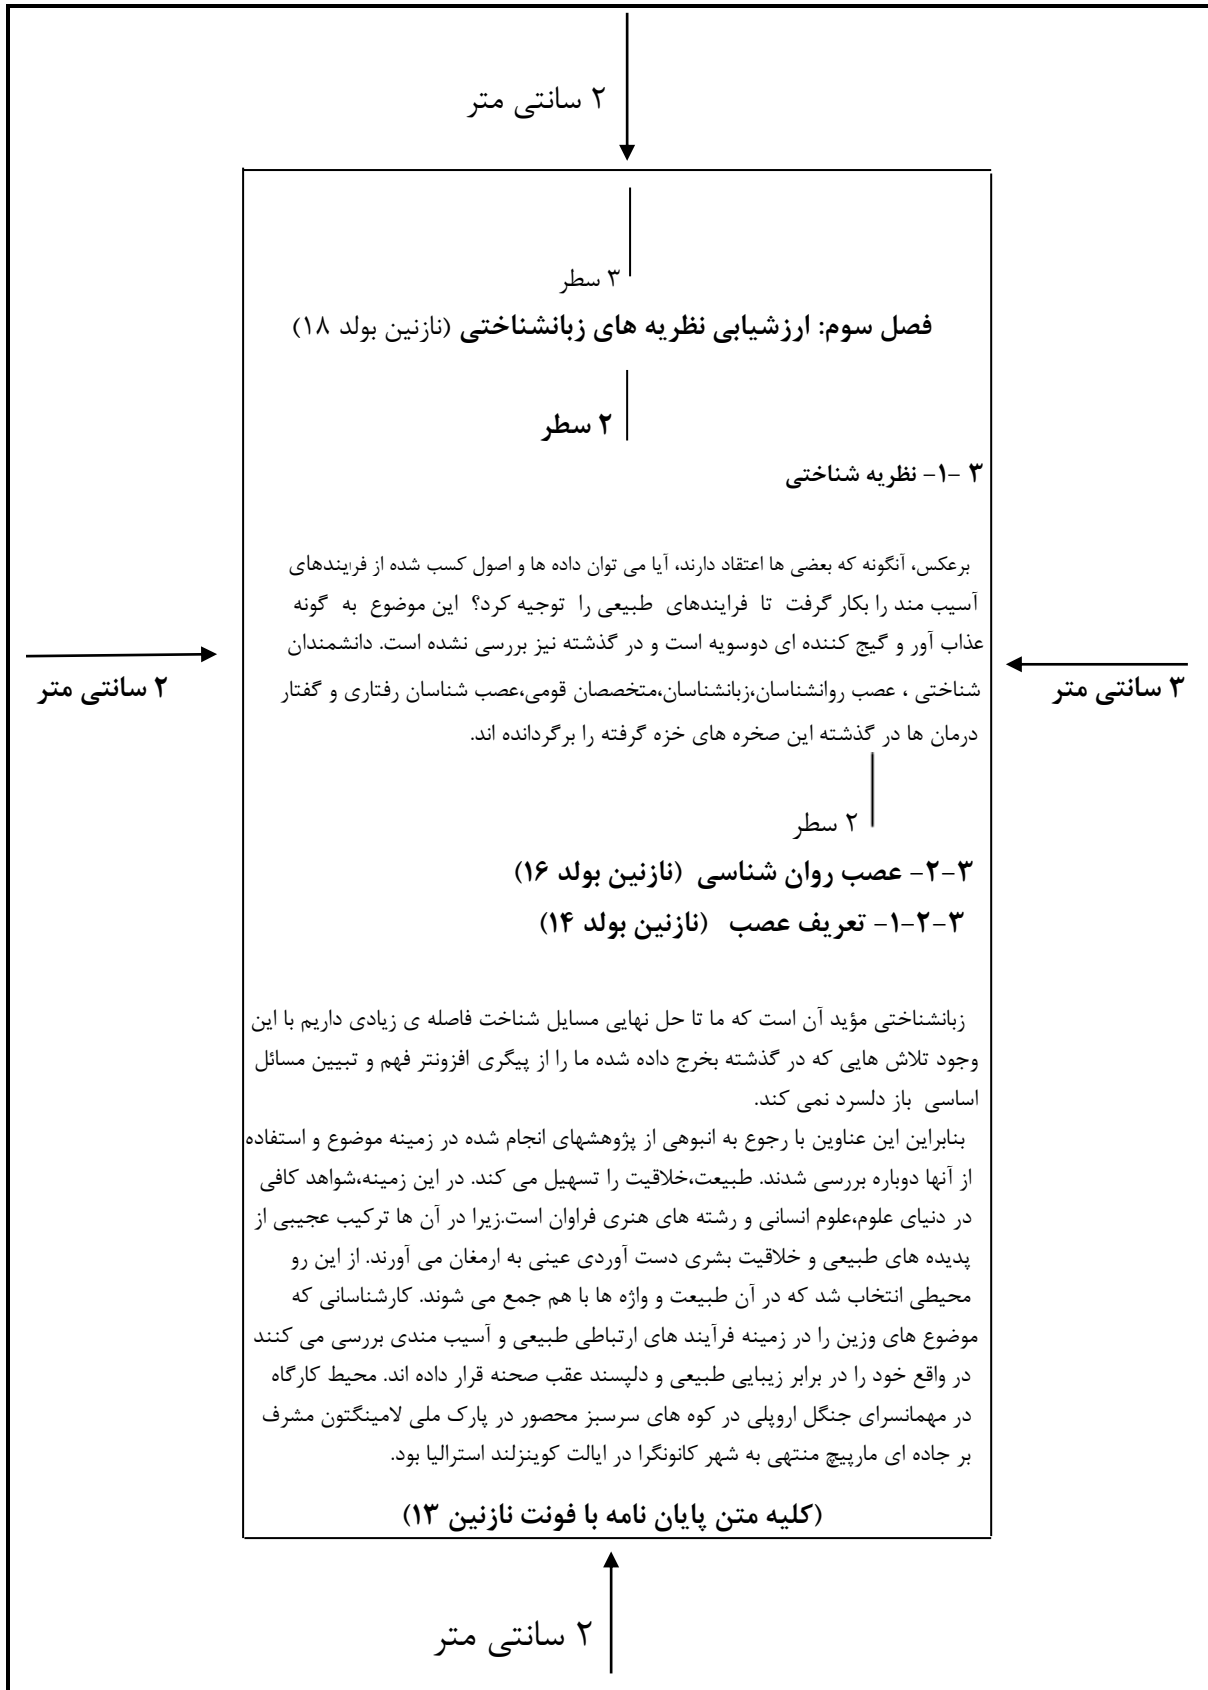 ۲ سانتی متر
۳ سطر
فصل سوم: ارزشیابی نظریه های زبانشناختی (نازنین بولد ۱۸)
۲ سطر
۳ -۱- نظریه شناختی
برعکس، آنگونه که بعضی ها اعتقاد دارند، آیا می توان داده ها و اصول کسب شده از فرایندهای
آسیب مند را بکار گرفت تا فرایندهای طبیعی را توجیه کرد؟ این موضوع به گونه
عذاب آور و گیج کننده ای دوسویه است و در گذشته نیز بررسی نشده است. دانشمندان
شناختی ، عصب روانشناسان،زبانشناسان،متخصصان قومی،عصب شناسان رفتاری و گفتار
درمان ها در گذشته این صخره های خزه گرفته را برگردانده اند.
۳ سانتی متر
۲ سانتی متر
۲ سطر
۳-۲- عصب روان شناسی (نازنین بولد ۱۶)
۳-۲-۱- تعریف عصب (نازنین بولد ۱۴)
زبانشناختی مؤید آن است که ما تا حل نهایی مسایل شناخت فاصله ی زیادی داریم با این
وجود تلاش هایی که در گذشته بخرج داده شده ما را از پیگری افزونتر فهم و تبیین مسائل
اساسی باز دلسرد نمی کند.
بنابراین این عناوین با رجوع به انبوهی از پژوهشهای انجام شده در زمینه موضوع و استفاده
از آنها دوباره بررسی شدند. طبیعت،خلاقیت را تسهیل می کند. در این زمینه،شواهد کافی
در دنیای علوم،علوم انسانی و رشته های هنری فراوان است.زیرا در آن ها ترکیب عجیبی از
پدیده های طبیعی و خلاقیت بشری دست آوردی عینی به ارمغان می آورند. از این رو
محیطی انتخاب شد که در آن طبیعت و واژه ها با هم جمع می شوند. کارشناسانی که
موضوع های وزین را در زمینه فرآیند های ارتباطی طبیعی و آسیب مندی بررسی می کنند
در واقع خود را در برابر زیبایی طبیعی و دلپسند عقب صحنه قرار داده اند. محیط کارگاه
در مهمانسرای جنگل اروپلی در کوه های سرسبز محصور در پارک ملی لامینگتون مشرف
بر جاده ای مارپیچ منتهی به شهر کانونگرا در ایالت کوینزلند استرالیا بود.
(کلیه متن پایان نامه با فونت نازنین ۱۳)
۲ سانتی متر